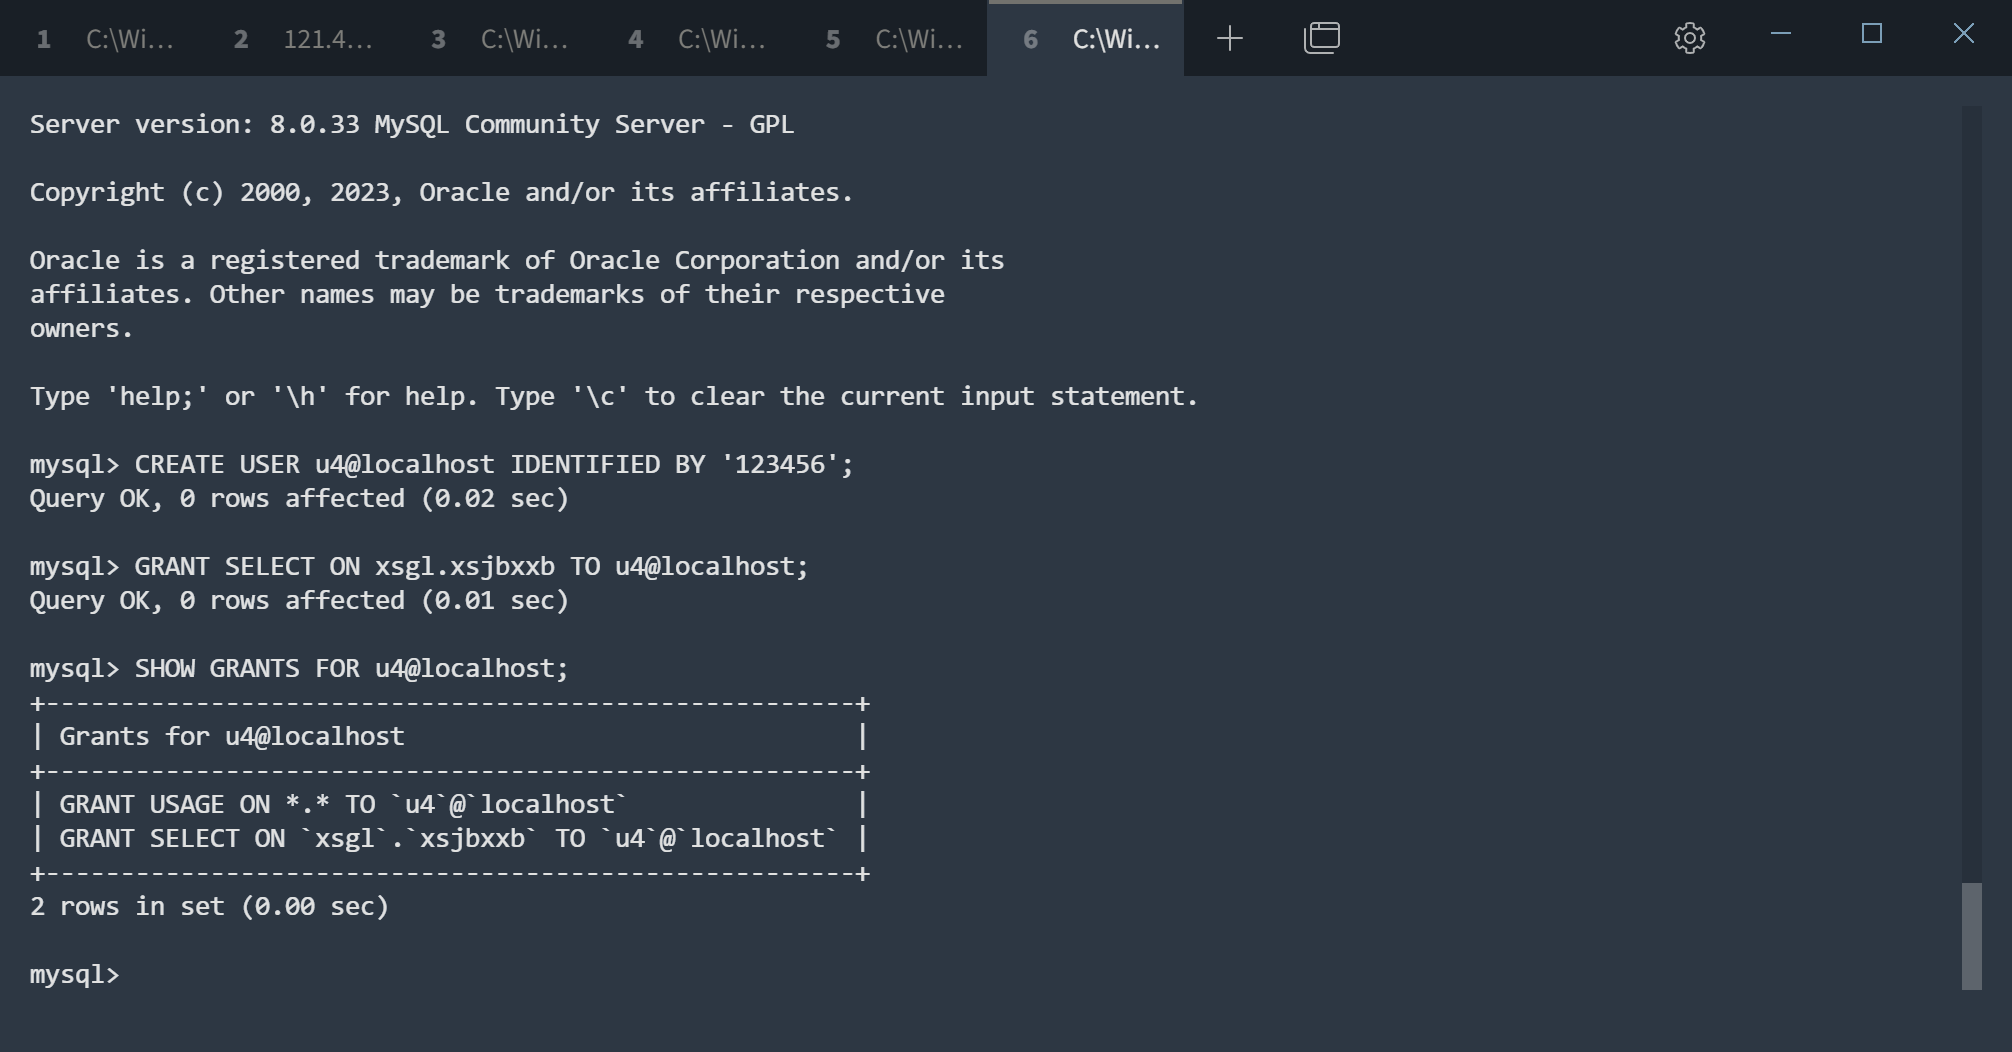 1 C:\Wi... 2 121.4... 3 C:\Wi... 4 C:\Wi... 5 C:\Wi... 6 C:\Wi...
Server version: 8.0.33 MySQL Community Server - GPL
Copyright (c) 2000, 2023, Oracle and/or its affiliates.
Oracle is a registered trademark of Oracle Corporation and/or its
affiliates. Other names may be trademarks of their respective
owners.
Type 'help;' or '\h' for help. Type '\c' to clear the current input statement.
mysql> CREATE USER u4@localhost IDENTIFIED BY '123456';
Query OK, 0 rows affected (0.02 sec)
mysql> GRANT SELECT ON xsgl.xsjbxxb TO u4@localhost;
Query OK, 0 rows affected (0.01 sec)
mysql> SHOW GRANTS FOR u4@localhost;
+------------------------------------------------------+
| Grants for u4@localhost                              |
+------------------------------------------------------+
| GRANT USAGE ON *.* TO `u4`@`localhost`               |
| GRANT SELECT ON `xsgl`.`xsjbxxb` TO `u4`@`localhost` |
+------------------------------------------------------+
2 rows in set (0.00 sec)
mysql>